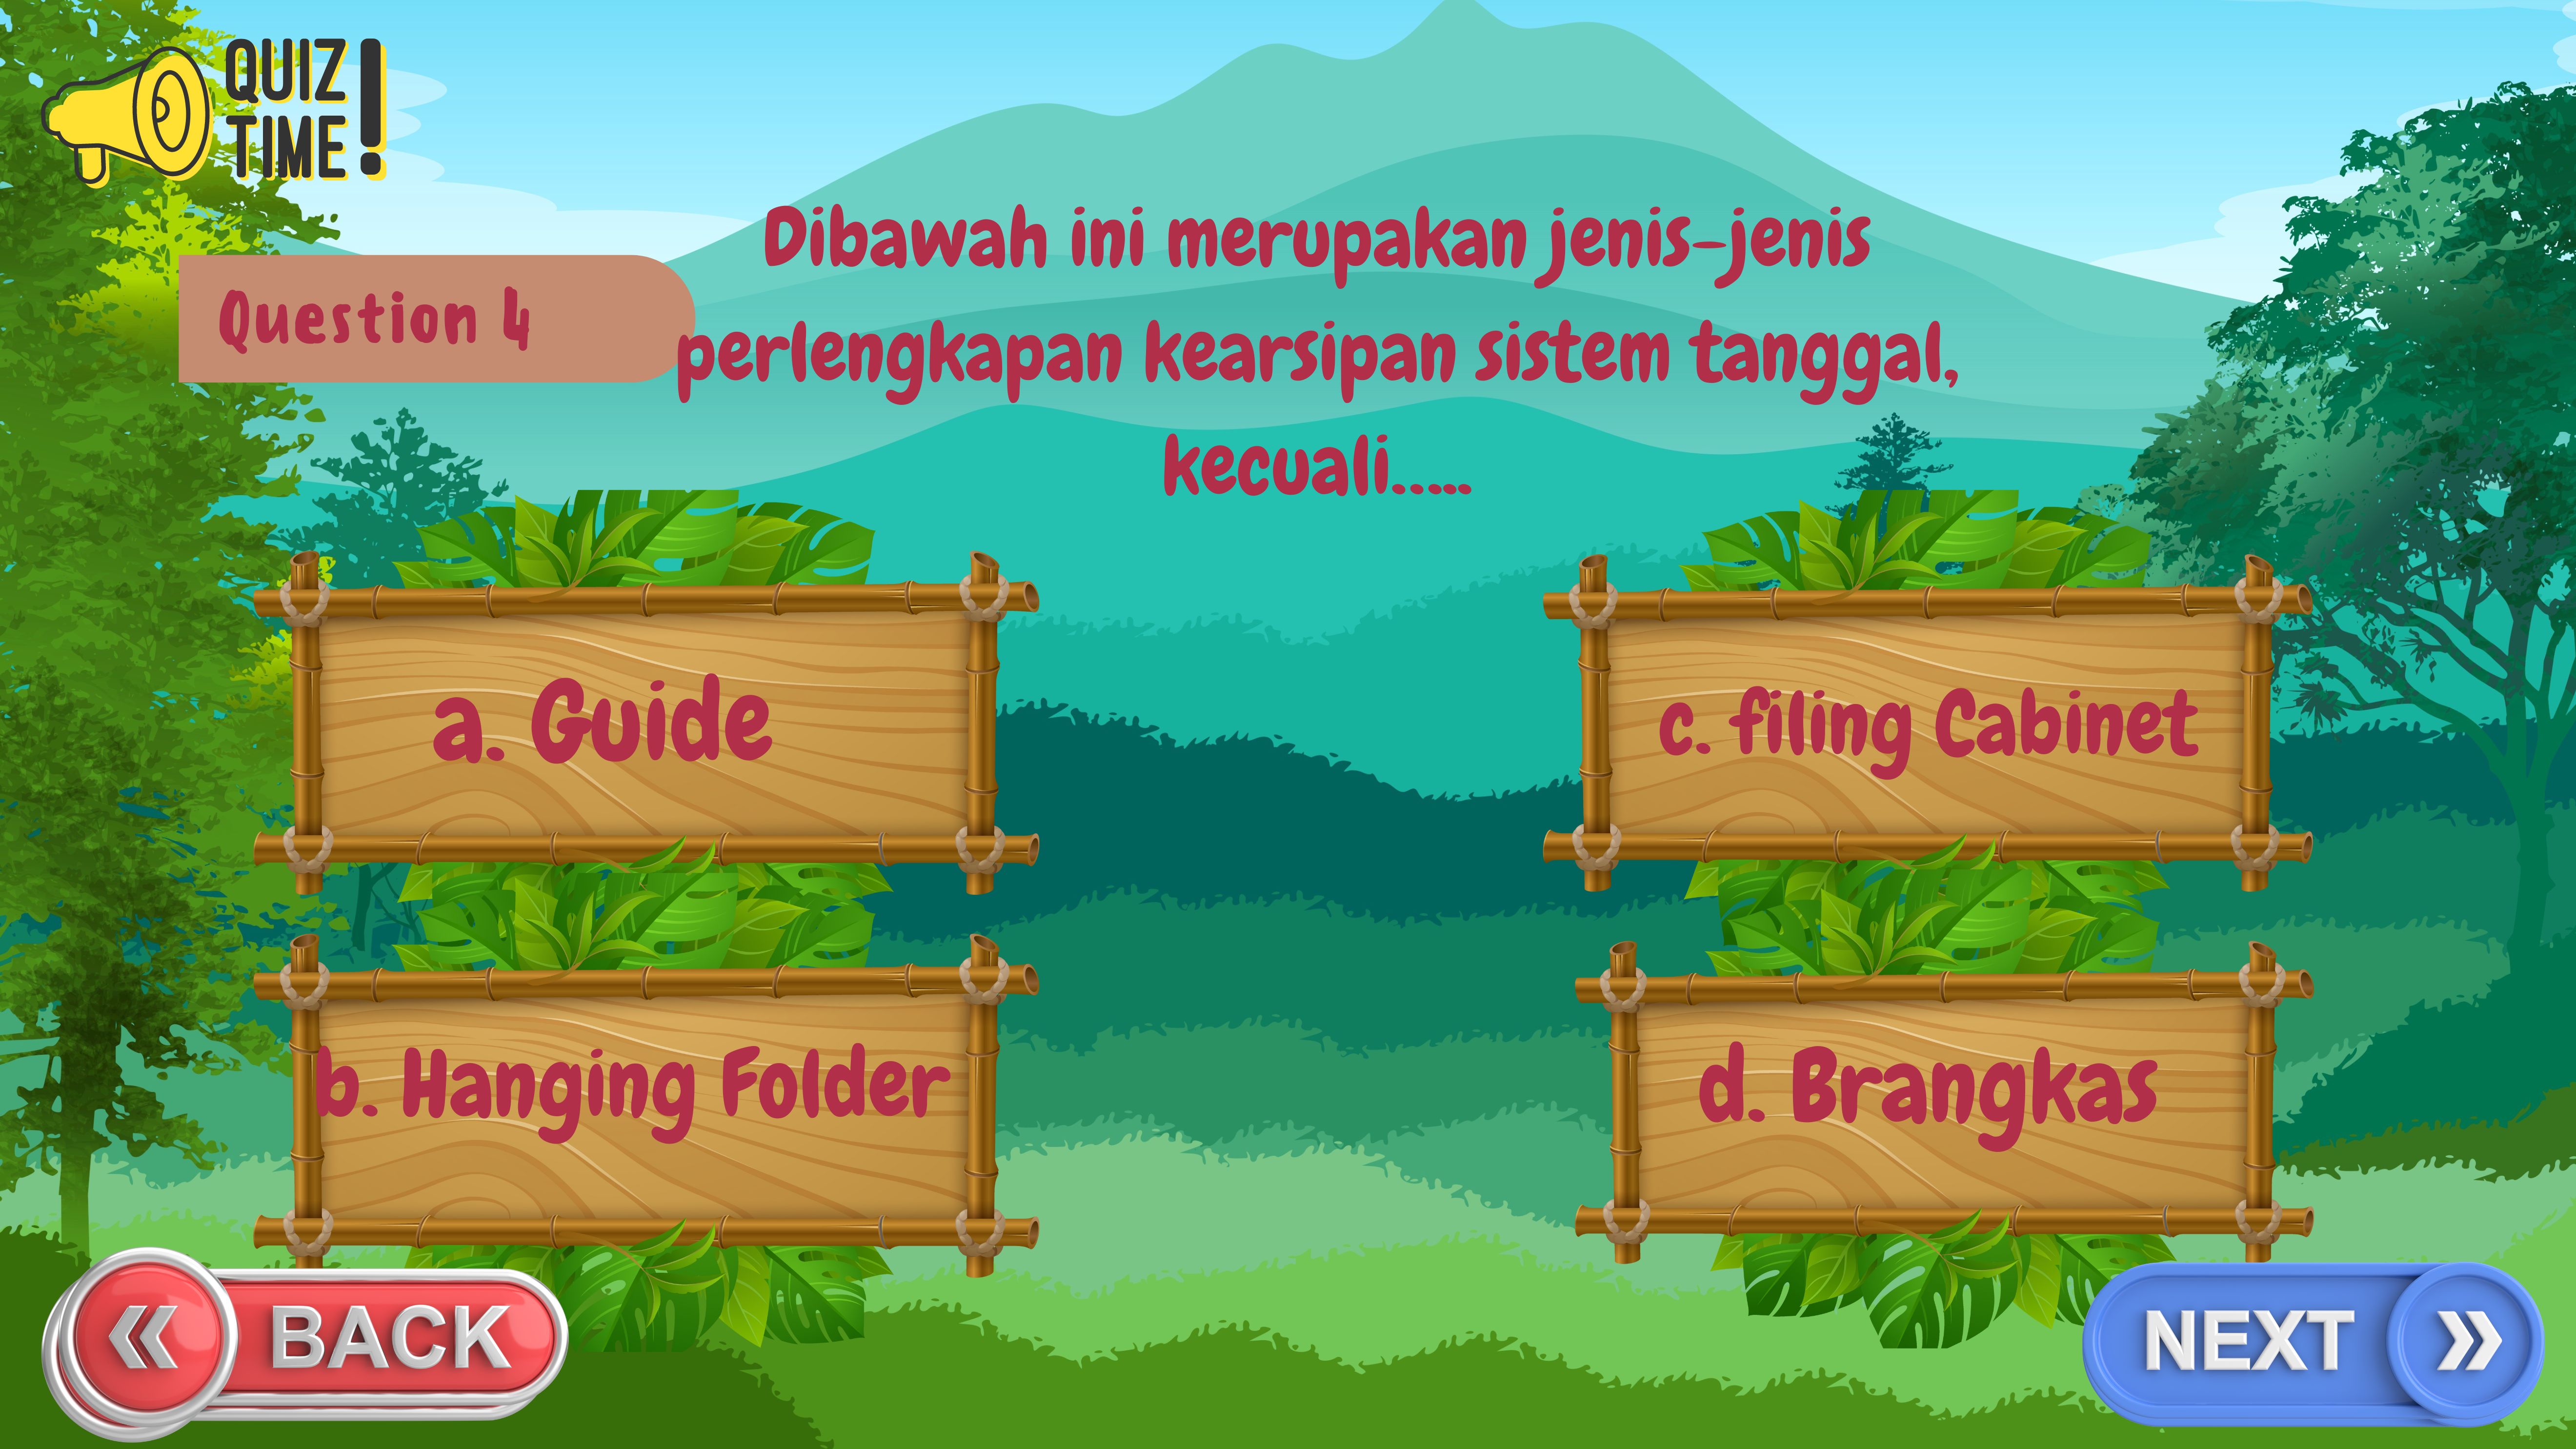 QUIZ
TIME!
Question 4
Dibawah ini merupakan jenis-jenis
perlengkapan kearsipan sistem tanggal,
kecuali.....
a. Guide
b. Hanging Folder
c. filing Cabinet
d. Brangkas
BACK
NEXT